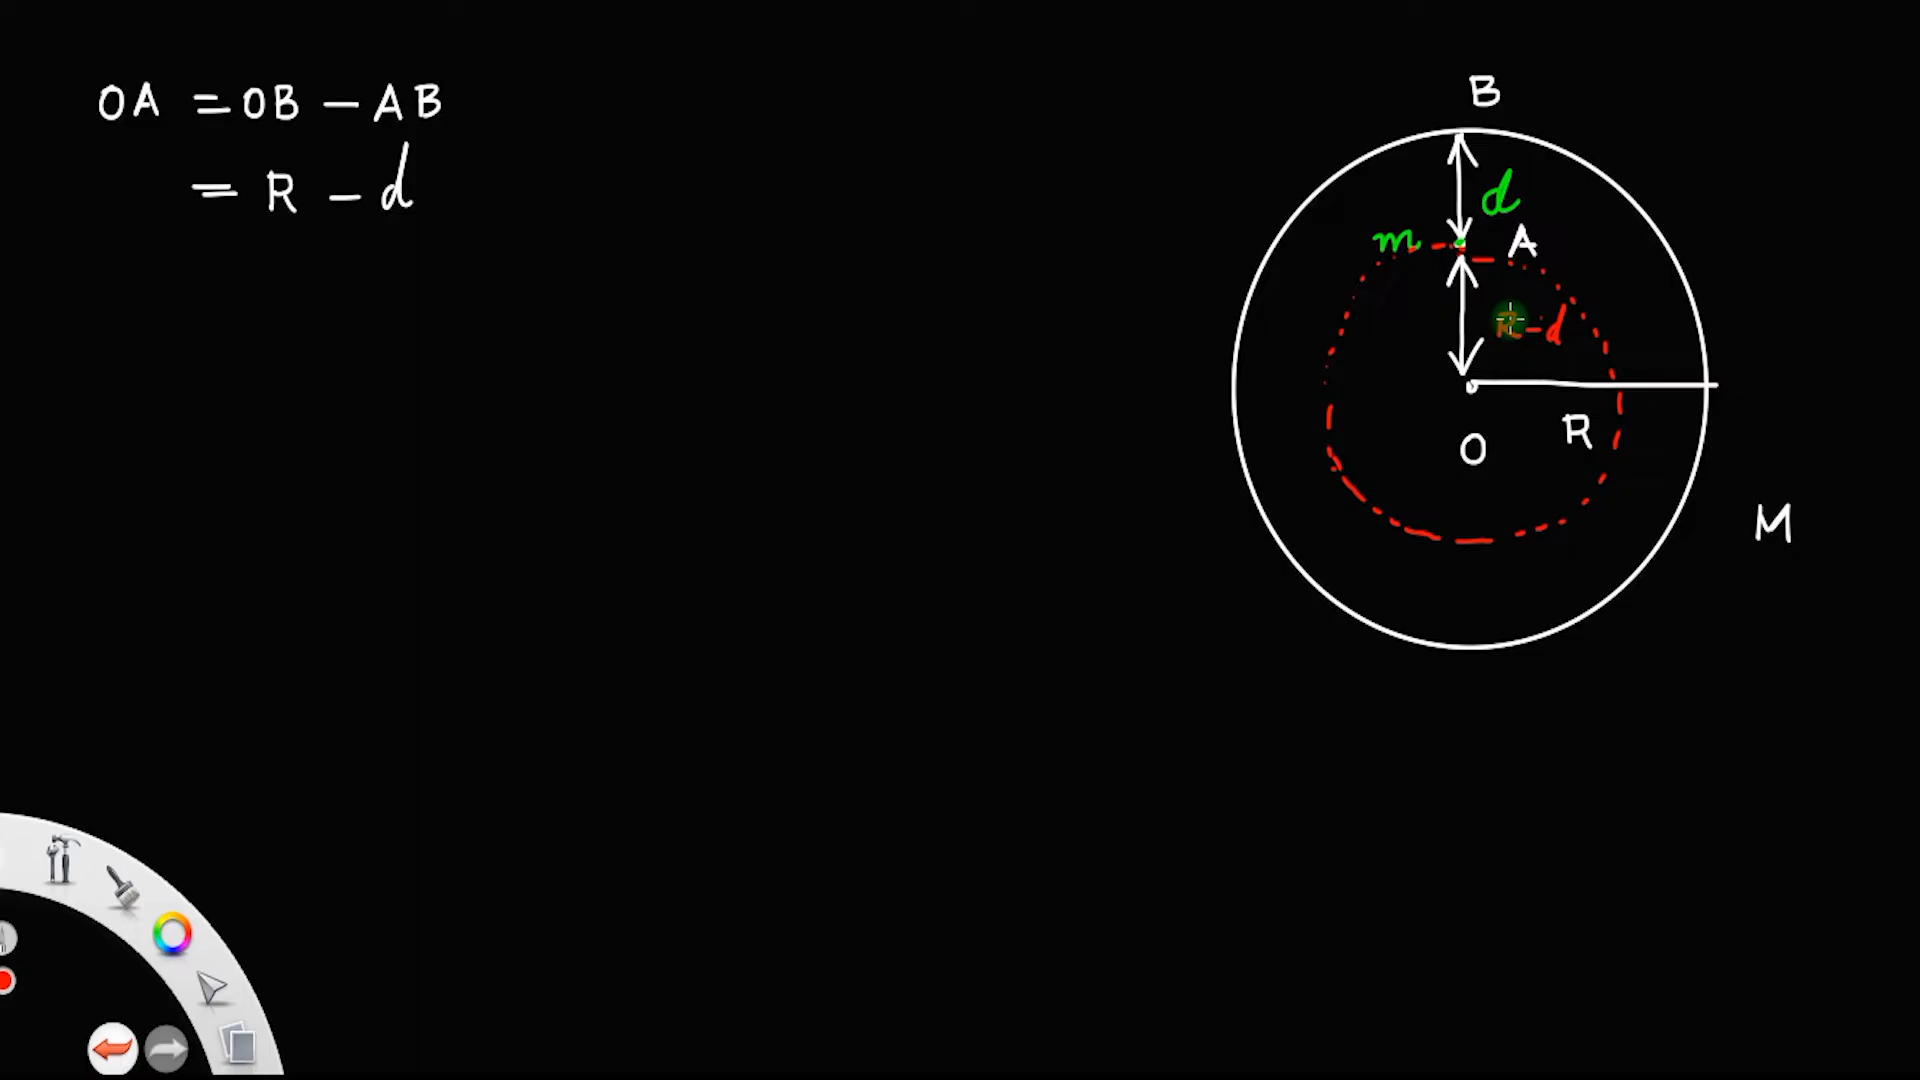 OA = OB - AB
= R - d
B
d
m
A
R-d
R
O
M